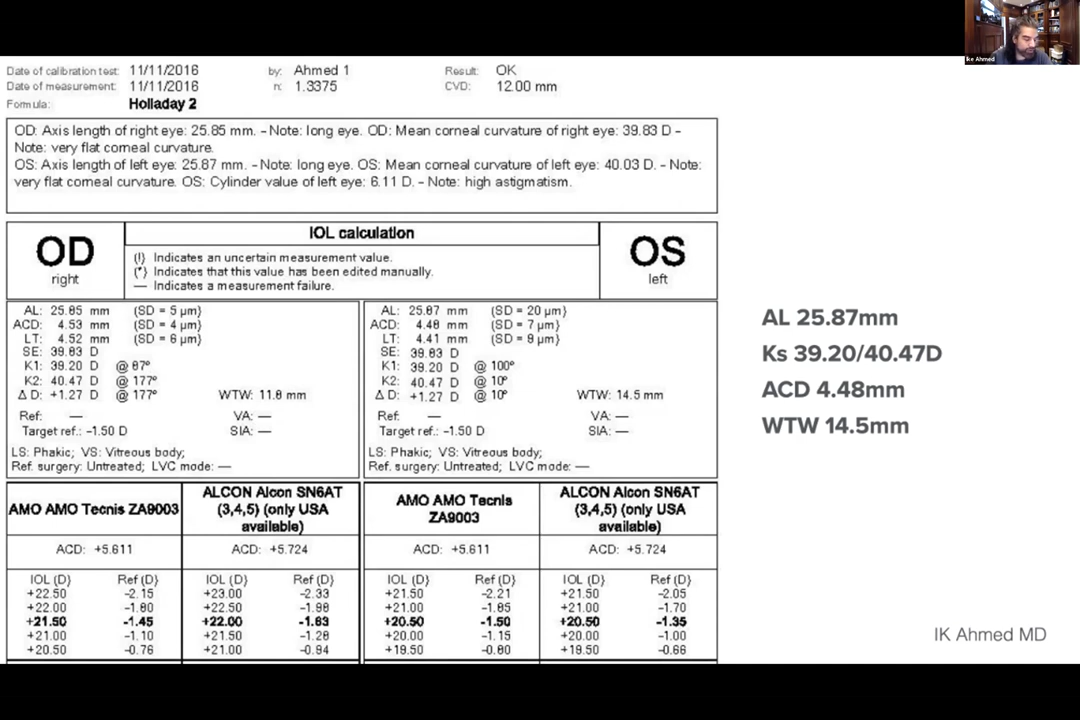 Ike Ahmed
Date of calibration test: 11/11/2016 by: Ahmed 1 Result: OK
Date of measurement: 11/11/2016 n: 1.3375 CVD: 12.00 mm
Formula: Holladay 2
OD: Axis length of right eye: 25.85 mm. - Note: long eye. OD: Mean corneal curvature of right eye: 39.83 D -
Note: very flat corneal curvature.
OS: Axis length of left eye: 25.87 mm. - Note: long eye. OS: Mean corneal curvature of left eye: 40.03 D. - Note:
very flat corneal curvature. OS: Cylinder value of left eye: 6.11 D. - Note: high astigmatism.
OD
right
IOL calculation
(!) Indicates an uncertain measurement value.
(*) Indicates that this value has been edited manually.
— Indicates a measurement failure.
OS
left
AL: 25.85 mm (SD = 5 µm)
ACD: 4.53 mm (SD = 4 µm)
LT: 4.52 mm (SD = 6 µm)
SE: 39.83 D
K1: 39.20 D @ 87°
K2: 40.47 D @ 177°
Δ D: +1.27 D @ 177° WTW: 11.8 mm
Ref: — VA: —
Target ref.: -1.50 D SIA: —
LS: Phakic; VS: Vitreous body;
Ref. surgery: Untreated; LVC mode: —
AL: 25.87 mm (SD = 20 µm)
ACD: 4.48 mm (SD = 7 µm)
LT: 4.41 mm (SD = 9 µm)
SE: 39.83 D
K1: 39.20 D @ 100°
K2: 40.47 D @ 10°
Δ D: +1.27 D @ 10° WTW: 14.5 mm
Ref: — VA: —
Target ref.: -1.50 D SIA: —
LS: Phakic; VS: Vitreous body;
Ref. surgery: Untreated; LVC mode: —
AMO AMO Tecnis ZA9003
ALCON Alcon SN6AT
(3,4,5) (only USA
available)
AMO AMO Tecnis
ZA9003
ALCON Alcon SN6AT
(3,4,5) (only USA
available)
ACD: +5.611 ACD: +5.724 ACD: +5.611 ACD: +5.724
IOL (D) Ref (D) IOL (D) Ref (D) IOL (D) Ref (D) IOL (D) Ref (D)
+22.50 -2.15 +23.00 -2.33 +21.50 -2.21 +21.50 -2.05
+22.00 -1.80 +22.50 -1.98 +21.00 -1.85 +21.00 -1.70
+21.50 -1.45 +22.00 -1.63 +20.50 -1.50 +20.50 -1.35
+21.00 -1.10 +21.50 -1.28 +20.00 -1.15 +20.00 -1.00
+20.50 -0.76 +21.00 -0.94 +19.50 -0.80 +19.50 -0.66
AL 25.87mm
Ks 39.20/40.47D
ACD 4.48mm
WTW 14.5mm
IK Ahmed MD